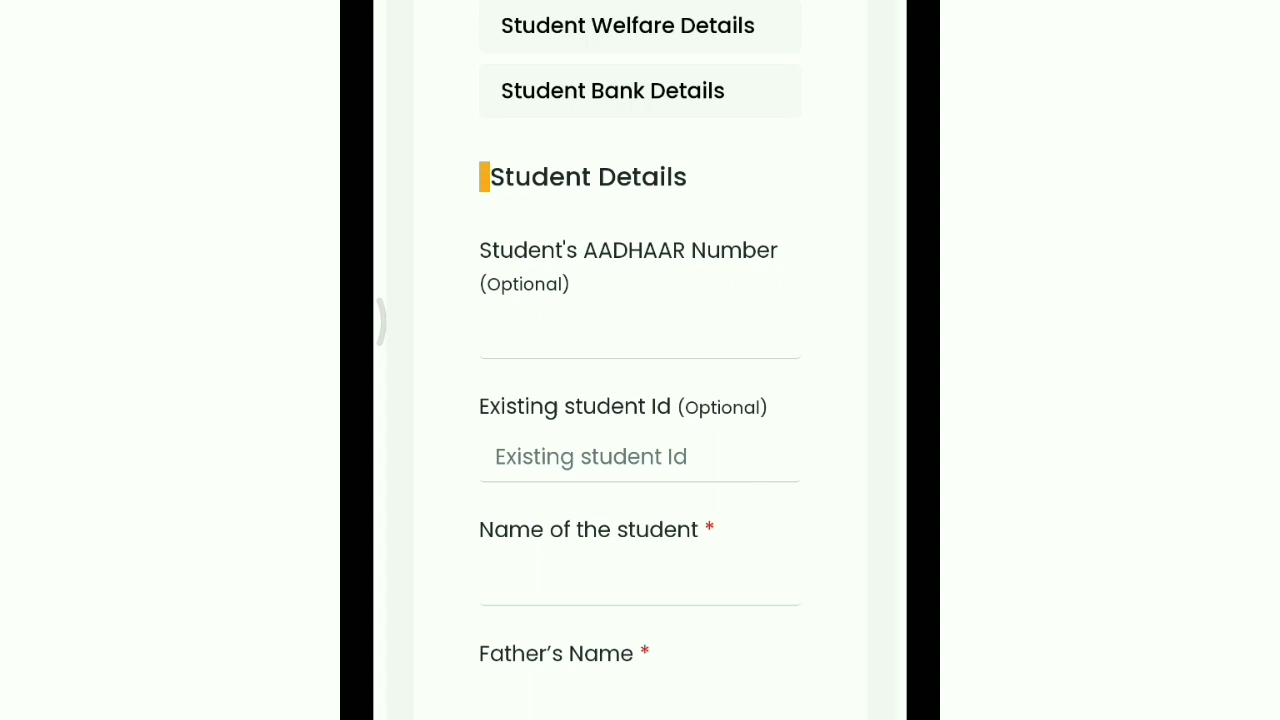 Student Welfare Details
Student Bank Details
Student Details
Student's AADHAAR Number
(Optional)
Existing student Id (Optional)
Existing student Id
Name of the student *
Father’s Name *